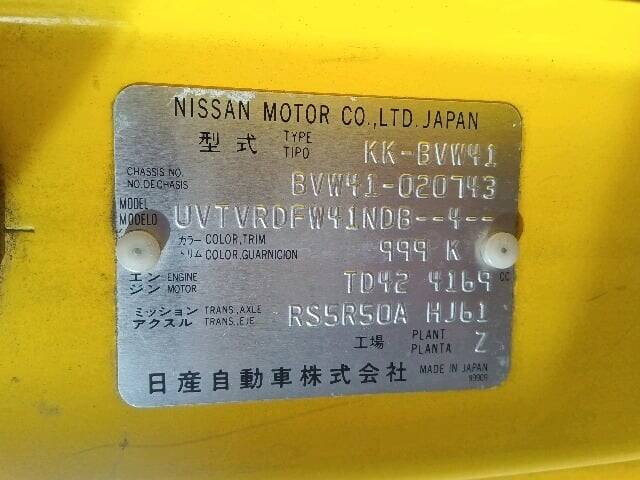 NISSAN MOTOR CO.,LTD. JAPAN
型式 TYPE TIPO KK-BVW41
CHASSIS NO. NO.DECHASIS BVW41-020743
MODEL MODELO UVTVRDFW41NDB--4--
カラー COLOR,TRIM
トリム COLOR,GUARNICION 999 K
エンジン ENGINE MOTOR TD42 4169 CC
ミッション TRANS.,AXLE
アクスル TRANS.,EJE RS5R50A HJ61
工場 PLANT PLANTA Z
日産自動車株式会社 MADE IN JAPAN